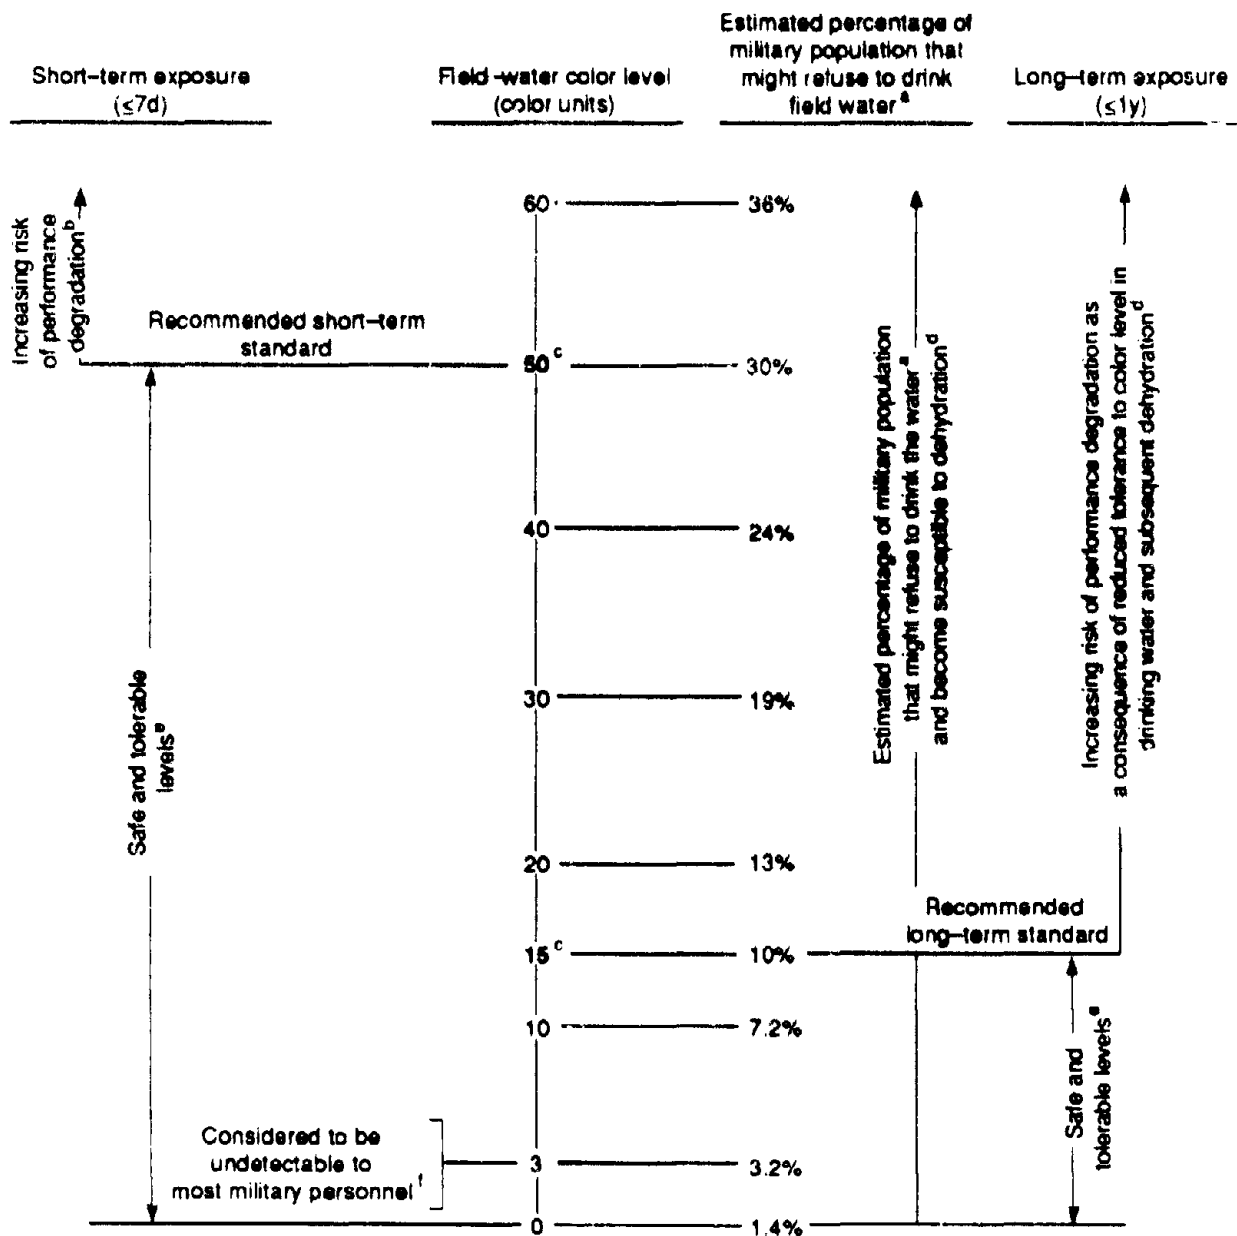 Estimated percentage of
military population that
might refuse to drink
field water a
Short-term exposure
(≤7d)
Field-water color level
(color units)
Long-term exposure
(≤1y)
Increasing risk
of performance
degradation b
60
36%
Recommended short-term
standard
50 c
30%
40
24%
30
19%
20
13%
15 c
10%
10
7.2%
3
3.2%
0
1.4%
Safe and tolerable
levels e
Considered to be
undetectable to
most military personnel f
Estimated percentage of military population
that might refuse to drink the water a
and become susceptible to dehydration d
Increasing risk of performance degradation as
a consequence of reduced tolerance to color level in
drinking water and subsequent dehydration d
Recommended
long-term standard
Safe and
tolerable levels e